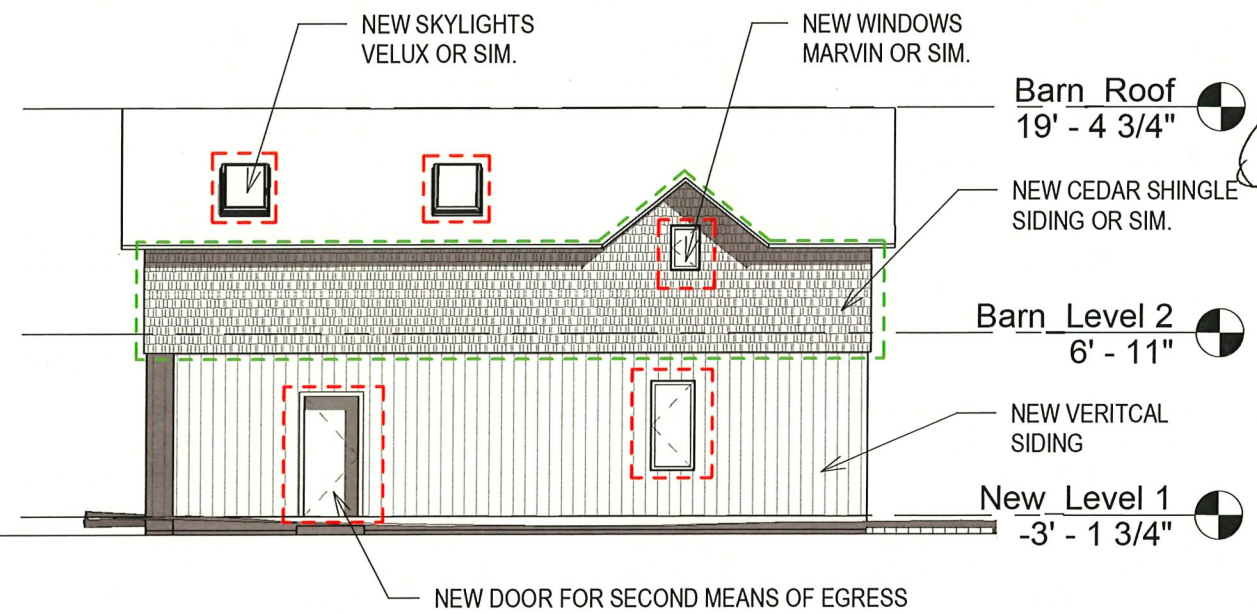 NEW SKYLIGHTS
VELUX OR SIM.
NEW WINDOWS
MARVIN OR SIM.
Barn_Roof
19' - 4 3/4"
NEW CEDAR SHINGLE
SIDING OR SIM.
Barn_Level 2
6' - 11"
NEW VERITCAL
SIDING
New_Level 1
-3' - 1 3/4"
NEW DOOR FOR SECOND MEANS OF EGRESS